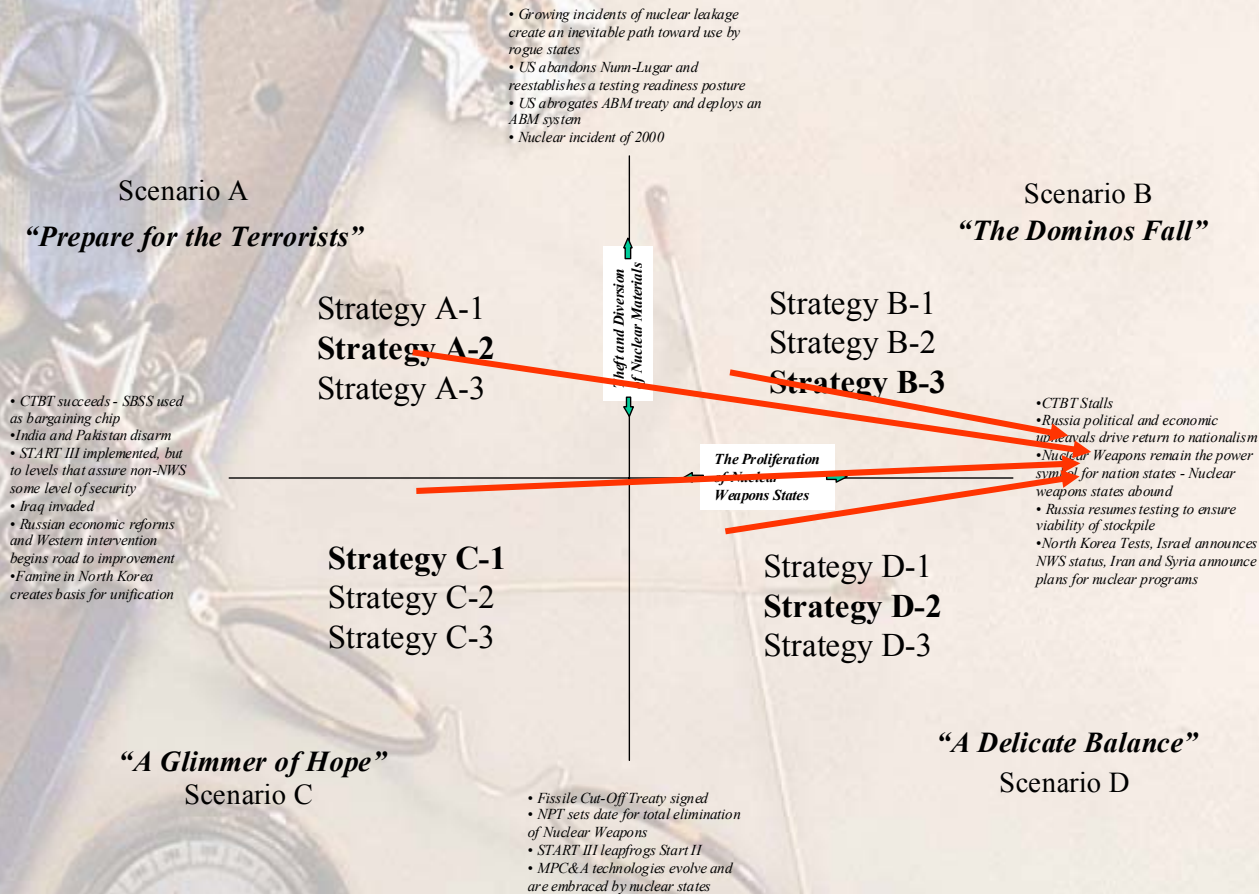 • Growing incidents of nuclear leakage
create an inevitable path toward use by
rogue states
• US abandons Nunn-Lugar and
reestablishes a testing readiness posture
• US abrogates ABM treaty and deploys an
ABM system
• Nuclear incident of 2000
Scenario A
“Prepare for the Terrorists”
Scenario B
“The Dominos Fall”
Theft and Diversion
of Nuclear Materials
Strategy A-1
Strategy A-2
Strategy A-3
Strategy B-1
Strategy B-2
Strategy B-3
• CTBT succeeds - SBSS used
as bargaining chip
•India and Pakistan disarm
• START III implemented, but
to levels that assure non-NWS
some level of security
• Iraq invaded
• Russian economic reforms
and Western intervention
begins road to improvement
•Famine in North Korea
creates basis for unification
The Proliferation
of Nuclear
Weapons States
•CTBT Stalls
•Russia political and economic
upheavals drive return to nationalism
•Nuclear Weapons remain the power
symbol for nation states - Nuclear
weapons states abound
• Russia resumes testing to ensure
viability of stockpile
•North Korea Tests, Israel announces
NWS status, Iran and Syria announce
plans for nuclear programs
Strategy C-1
Strategy C-2
Strategy C-3
Strategy D-1
Strategy D-2
Strategy D-3
“A Glimmer of Hope”
Scenario C
“A Delicate Balance”
Scenario D
• Fissile Cut-Off Treaty signed
• NPT sets date for total elimination
of Nuclear Weapons
• START III leapfrogs Start II
• MPC&A technologies evolve and
are embraced by nuclear states